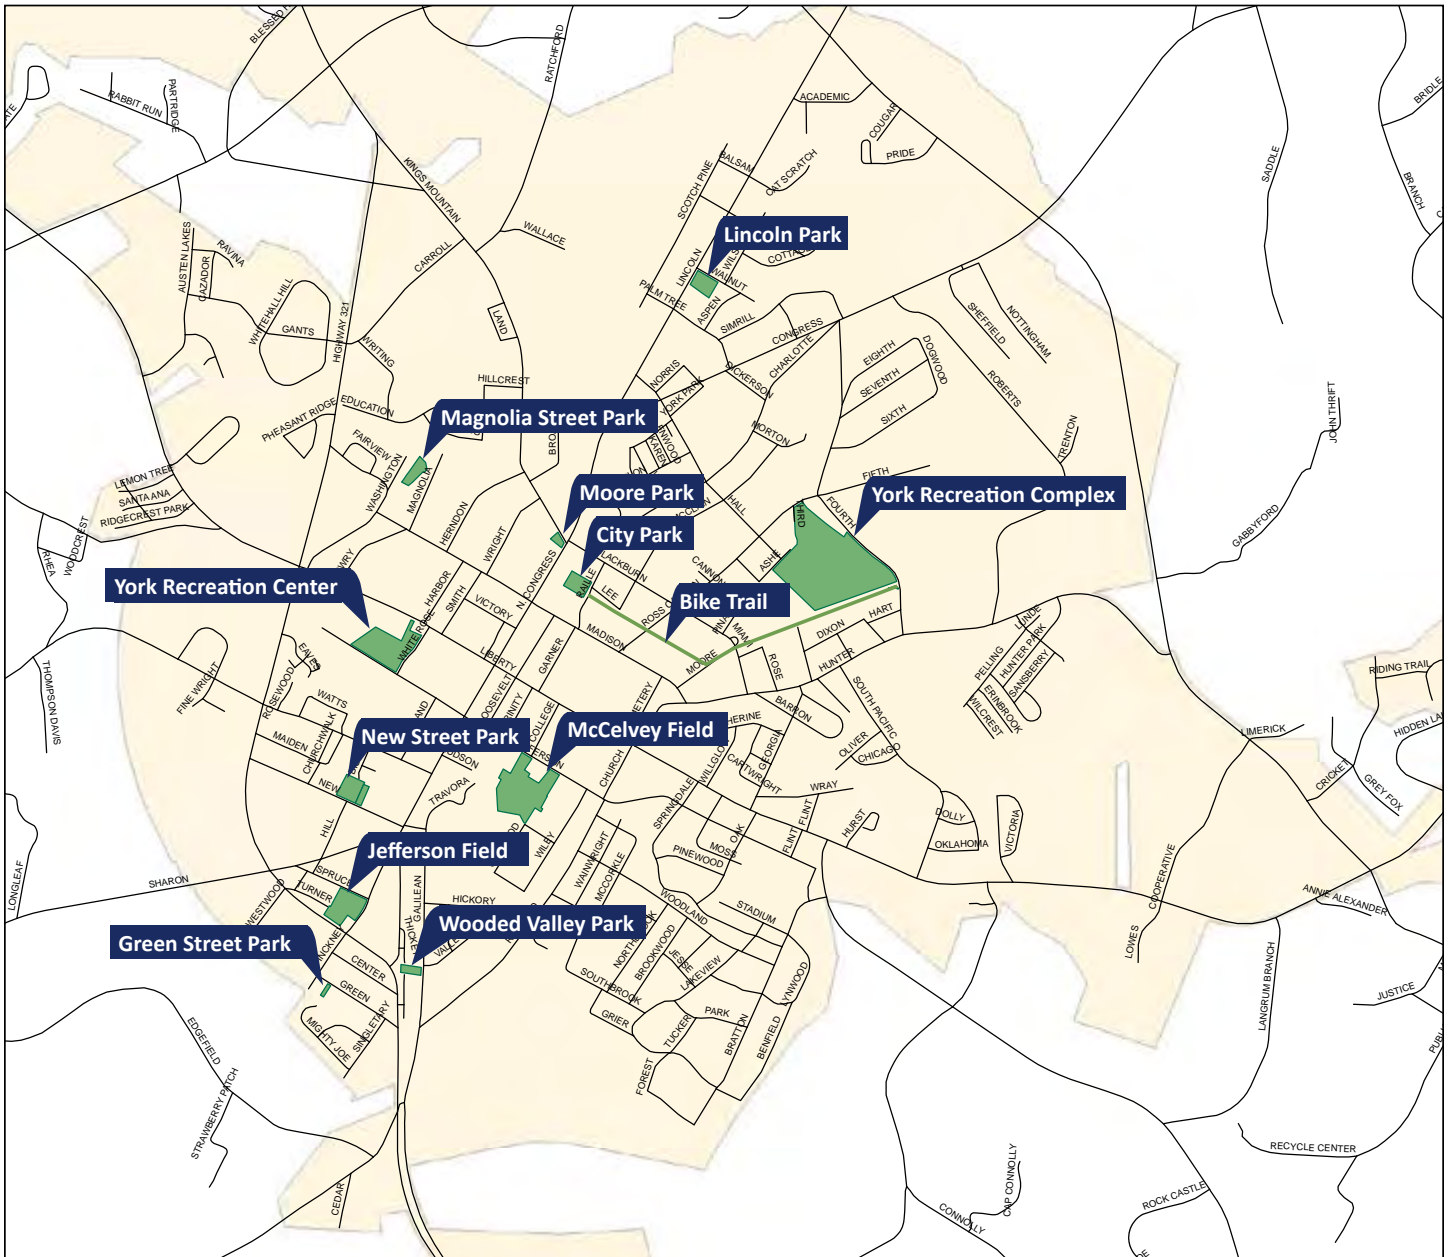 BLESSED
RATCHFORD
PARTRIDGE
RABBIT RUN
ACADEMIC
COUGAR
PRIDE
BRIDLE
BRANCH
SADDLE
KINGS MOUNTAIN
BALSAM
CAT SCRATCH
SCOTCH PINE
WALLACE
CARROLL
Lincoln Park
AUSTEN LAKES
RAVINA
GAZADOR
LINCOLN
WALNUT
PALM TREE
ASPEN
SIMRILL
WHITEHALL HILL
GANTS
HIGHWAY 321
WRITING
LAND
CONGRESS
CHARLOTTE
NOTTINGHAM
SHEFFIELD
EIGHTH
DOGWOOD
SEVENTH
SIXTH
ROBERTS
DICKERSON
NORRIS
YORK PARK
HILLCREST
JOHN THRIFT
PHEASANT RIDGE
EDUCATION
Magnolia Street Park
FAIRVIEW
MORTON
TRENTON
KAREN
LEMON TREE
SANTA ANA
RIDGECREST PARK
WASHINGTON
MAGNOLIA
FIFTH
Moore Park
York Recreation Complex
HALL
THIRD
FOURTH
City Park
GABBYFORD
WOODCREST
RHEA
HERNDON
WRIGHT
ASHE
N.CONGRESS
LEE
CANNON
York Recreation Center
HARBOR
SMITH
VICTORY
Bike Trail
MIAMI
WHITE ROSE
MADISON
MOORE
DIXON
HART
HUNTER
ROSE
LUNDE
HUNTER PARK
PELLING
SANSBERRY
ERINBROOK
WILCREST
LIBERTY
GARNER
EAVES
ROSEWOOD
FINE WRIGHT
THOMPSON DAVIS
RIDING TRAIL
WATTS
CHURCHWALK
MAIDEN
BARRON
SOUTH PACIFIC
New Street Park
McCelvey Field
GEORGIA
OLIVER
CHICAGO
LIMERICK
NEW
CHURCH
CARTWRIGHT
WRAY
CRICKET
GREY FOX
TRAVORA
SPRINGDALE
FLINT
FLINT
HURST
DOLLY
OKLAHOMA
VICTORIA
HILL
WILEY
OAK
MOSS
PINEWOOD
Jefferson Field
WAINWRIGHT
MCCORKLE
LONGLEAF
SHARON
SPRUCE
TURNER
WESTWOOD
HICKORY
GALILEAN
WOODLAND
STADIUM
COOPERATIVE
ANNIE ALEXANDER
Green Street Park
Wooded Valley Park
LOWES
CENTER
GREEN
BROOKWOOD
JESSE
LAKEVIEW
LYNWOOD
SOUTHBROOK
LANGRUM BRANCH
JUSTICE
EDGEFIELD
MIGHTY JOE
SINGLETARY
GRIER
TUCKER
PARK
BRATTON
BENFIELD
FOREST
STRAWBERRY PATCH
RECYCLE CENTER
CEDAR
CAP CONNOLLY
CONNOLLY
ROCK CASTLE